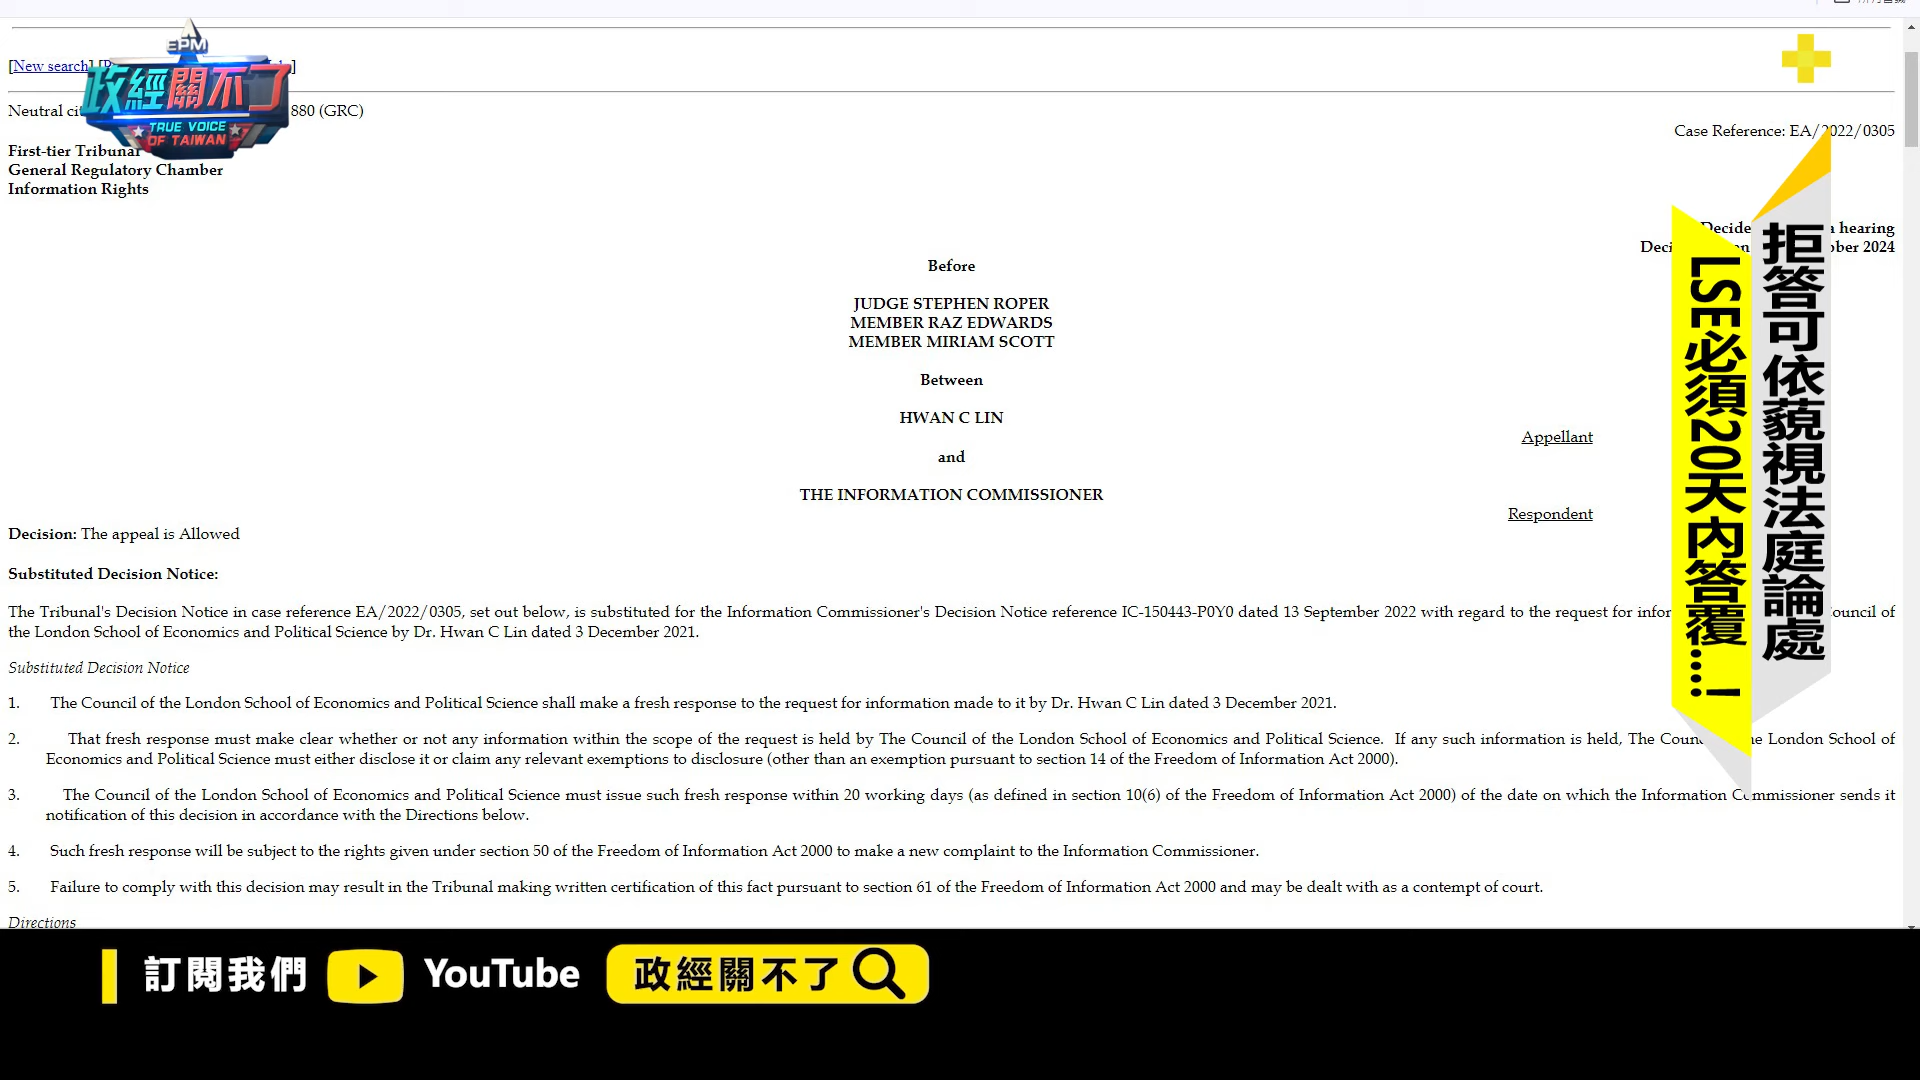 [New search]
EPM
政經關不了
TRUE VOICE
OF TAIWAN
Neutral 880 (GRC)
Case Reference: EA/2022/0305
First-tier Tribunal
General Regulatory Chamber
Information Rights
hearing
2024
Before
JUDGE STEPHEN ROPER
MEMBER RAZ EDWARDS
MEMBER MIRIAM SCOTT
Between
HWAN C LIN
Appellant
and
THE INFORMATION COMMISSIONER
Respondent
Decision: The appeal is Allowed
Substituted Decision Notice:
The Tribunal's Decision Notice in case reference EA/2022/0305, set out below, is substituted for the Information Commissioner's Decision Notice reference IC-150443-P0Y0 dated 13 September 2022 with regard to the request for Council of
the London School of Economics and Political Science by Dr. Hwan C Lin dated 3 December 2021.
Substituted Decision Notice
1. The Council of the London School of Economics and Political Science shall make a fresh response to the request for information made to it by Dr. Hwan C Lin dated 3 December 2021.
2. That fresh response must make clear whether or not any information within the scope of the request is held by The Council of the London School of Economics and Political Science. If any such information is held, The London School of
Economics and Political Science must either disclose it or claim any relevant exemptions to disclosure (other than an exemption pursuant to section 14 of the Freedom of Information Act 2000).
3. The Council of the London School of Economics and Political Science must issue such fresh response within 20 working days (as defined in section 10(6) of the Freedom of Information Act 2000) of the date on which the Information Commissioner sends it
notification of this decision in accordance with the Directions below.
4. Such fresh response will be subject to the rights given under section 50 of the Freedom of Information Act 2000 to make a new complaint to the Information Commissioner.
5. Failure to comply with this decision may result in the Tribunal making written certification of this fact pursuant to section 61 of the Freedom of Information Act 2000 and may be dealt with as a contempt of court.
Directions
拒答可依藐視法庭論處
LSE必須20天內答覆...!
訂閱我們 YouTube 政經關不了